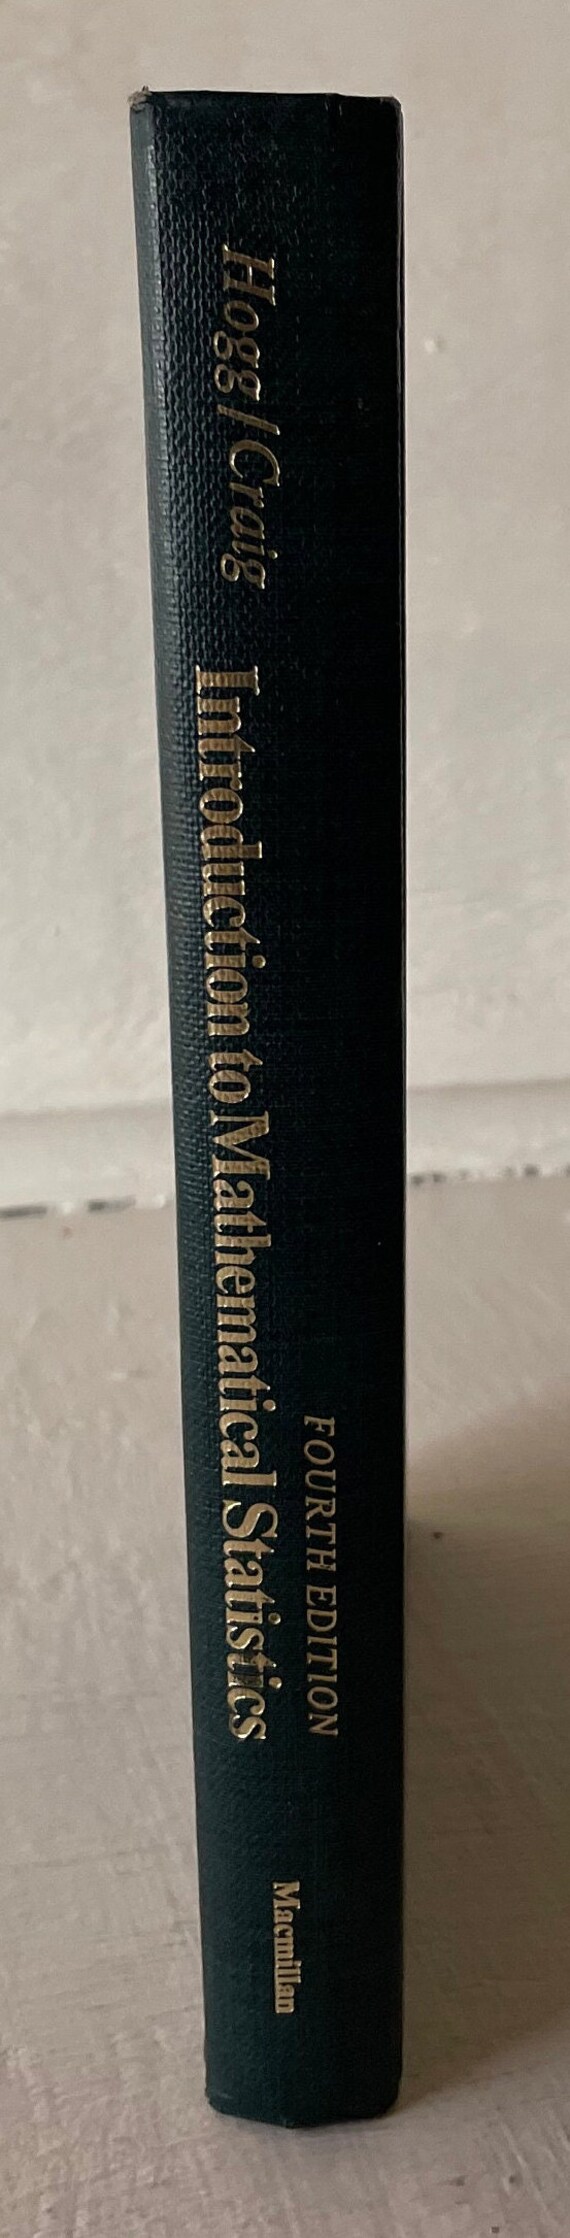 Hogg/Craig
Introduction to Mathematical Statistics
FOURTH EDITION
Macmillan